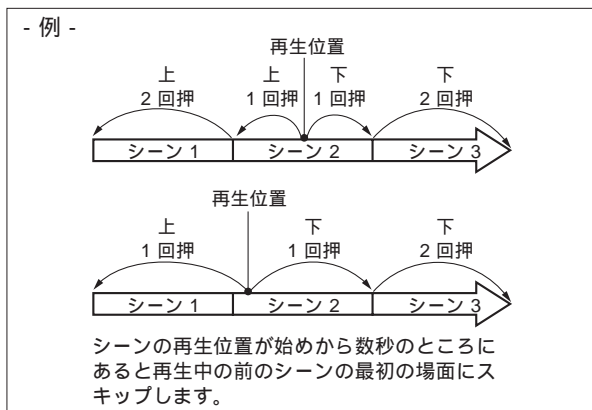 - 例 -
再生位置
上 上 下 下
2 回押 1 回押 1 回押 2 回押
シーン 1 シーン 2 シーン 3
再生位置
上 下 下
1 回押 1 回押 2 回押
シーン 1 シーン 2 シーン 3
シーンの再生位置が始めから数秒のところに
あると再生中の前のシーンの最初の場面にス
キップします。